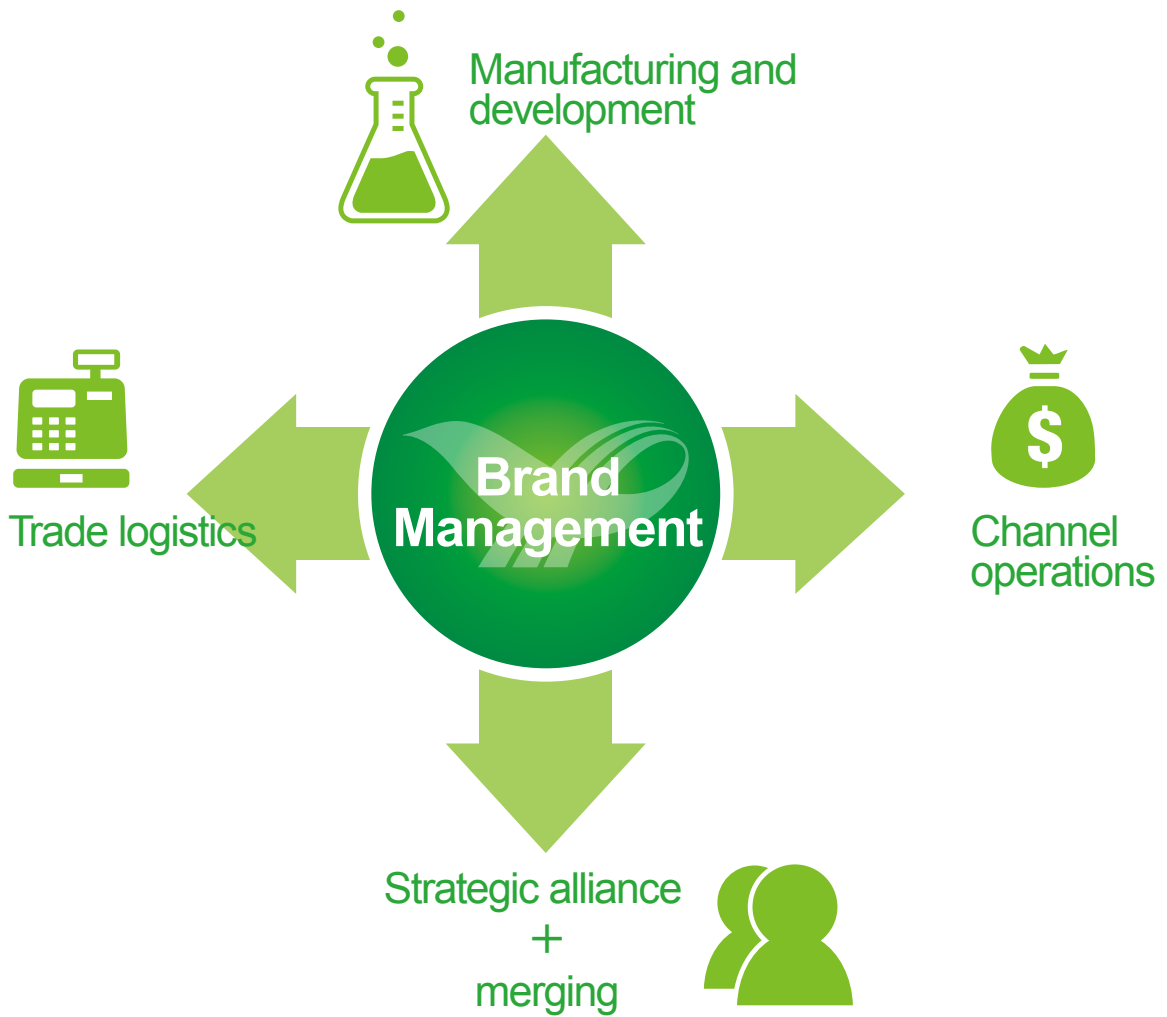 Manufacturing and
development
Brand
Management
$
Trade logistics
Channel
operations
Strategic alliance
+
merging